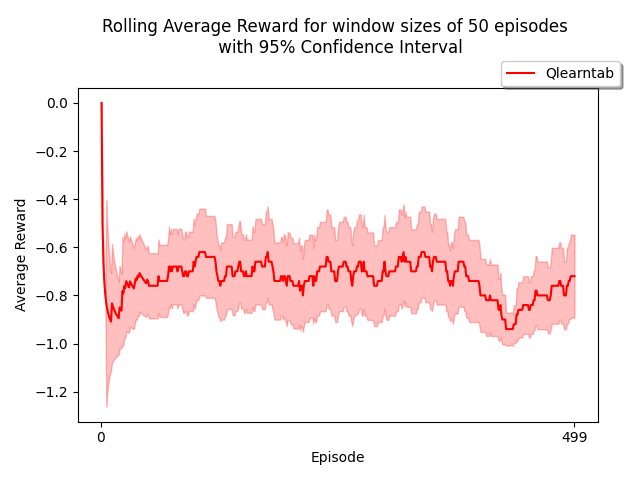 Rolling Average Reward for window sizes of 50 episodes
with 95% Confidence Interval
Qlearntab
0.0
−0.2
−0.4
−0.6
−0.8
−1.0
−1.2
Average Reward
0
499
Episode